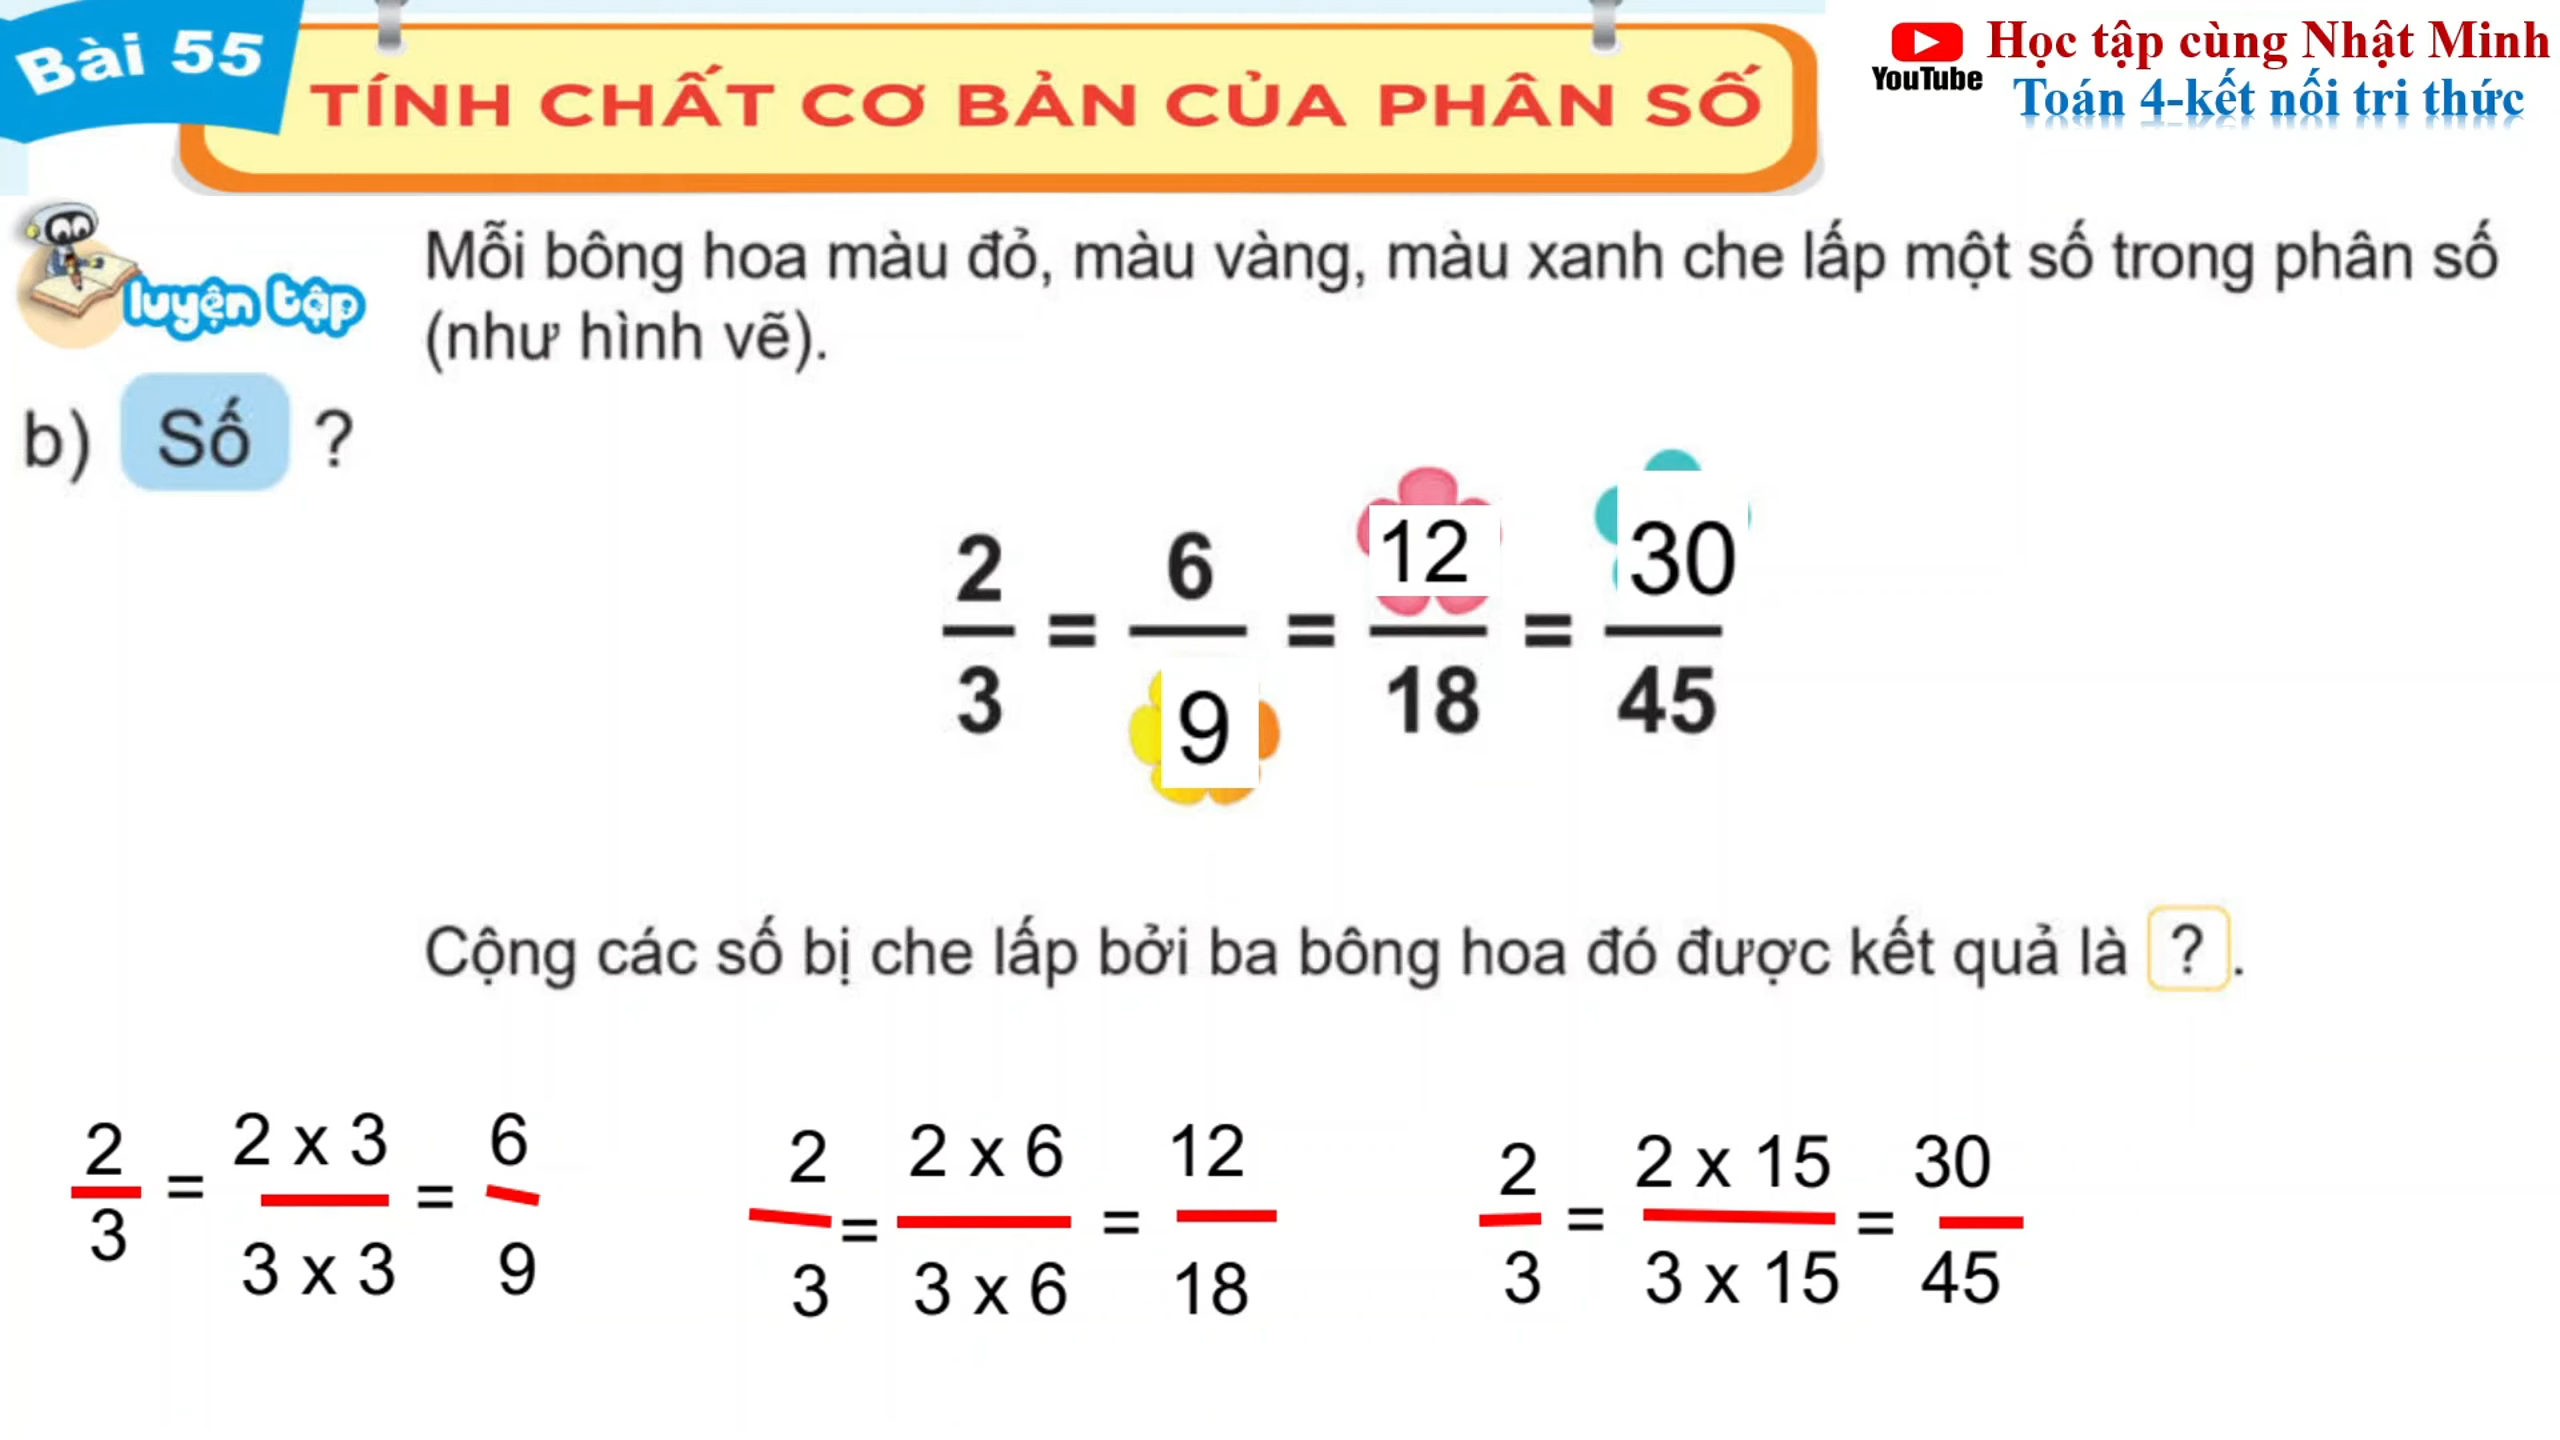 Bài 55
TÍNH CHẤT CƠ BẢN CỦA PHÂN SỐ
YouTube
Học tập cùng Nhật Minh
Toán 4-kết nối tri thức
luyện tập
Mỗi bông hoa màu đỏ, màu vàng, màu xanh che lấp một số trong phân số
(như hình vẽ).
b) Số ?
2 6 12 30
= = =
3 9 18 45
Cộng các số bị che lấp bởi ba bông hoa đó được kết quả là ? .
2 2 x 3 6
= =
3 3 x 3 9
2 2 x 6 12
= =
3 3 x 6 18
2 2 x 15 30
= =
3 3 x 15 45